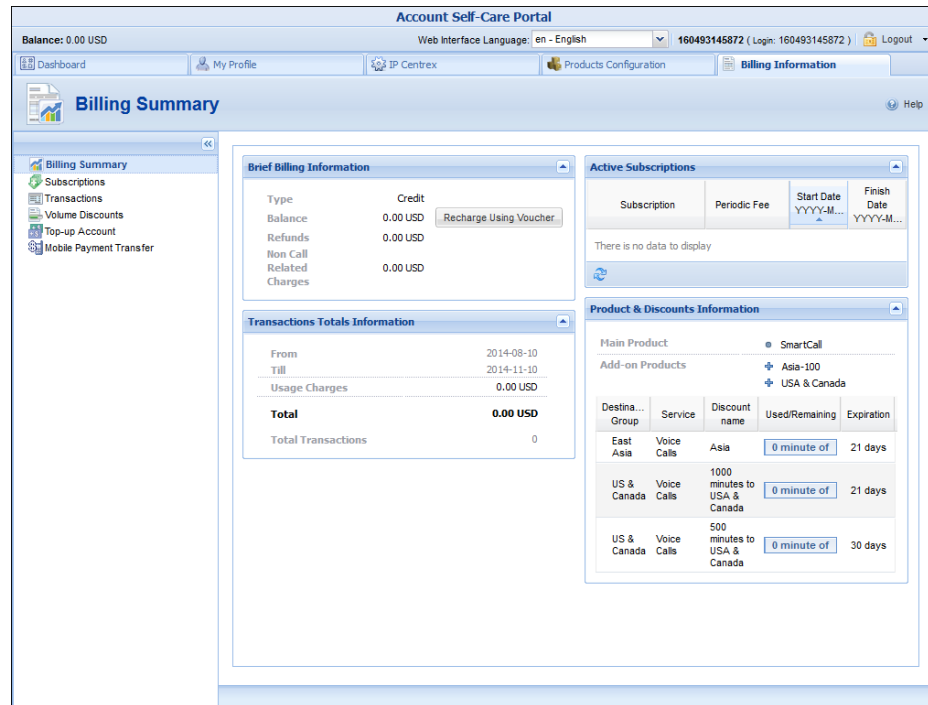 Account Self-Care Portal
Balance: 0.00 USD
Web Interface Language: en - English
160493145872 ( Login: 160493145872 )
Logout
Dashboard
My Profile
IP Centrex
Products Configuration
Billing Information
Billing Summary
Help
Billing Summary
Subscriptions
Transactions
Volume Discounts
Top-up Account
Mobile Payment Transfer
Brief Billing Information
Type Credit
Balance 0.00 USD Recharge Using Voucher
Refunds 0.00 USD
Non Call
Related 0.00 USD
Charges
Transactions Totals Information
From 2014-08-10
Till 2014-11-10
Usage Charges 0.00 USD
Total 0.00 USD
Total Transactions 0
Active Subscriptions
Subscription
Periodic Fee
Start Date
YYYY-M...
Finish
Date
YYYY-M...
There is no data to display
Product & Discounts Information
Main Product SmartCall
Add-on Products Asia-100
USA & Canada
Destina...
Group
Service
Discount
name
Used/Remaining
Expiration
East
Asia
Voice
Calls
Asia
0 minute of
21 days
US &
Canada
Voice
Calls
1000
minutes to
USA &
Canada
0 minute of
21 days
US &
Canada
Voice
Calls
500
minutes to
USA &
Canada
0 minute of
30 days